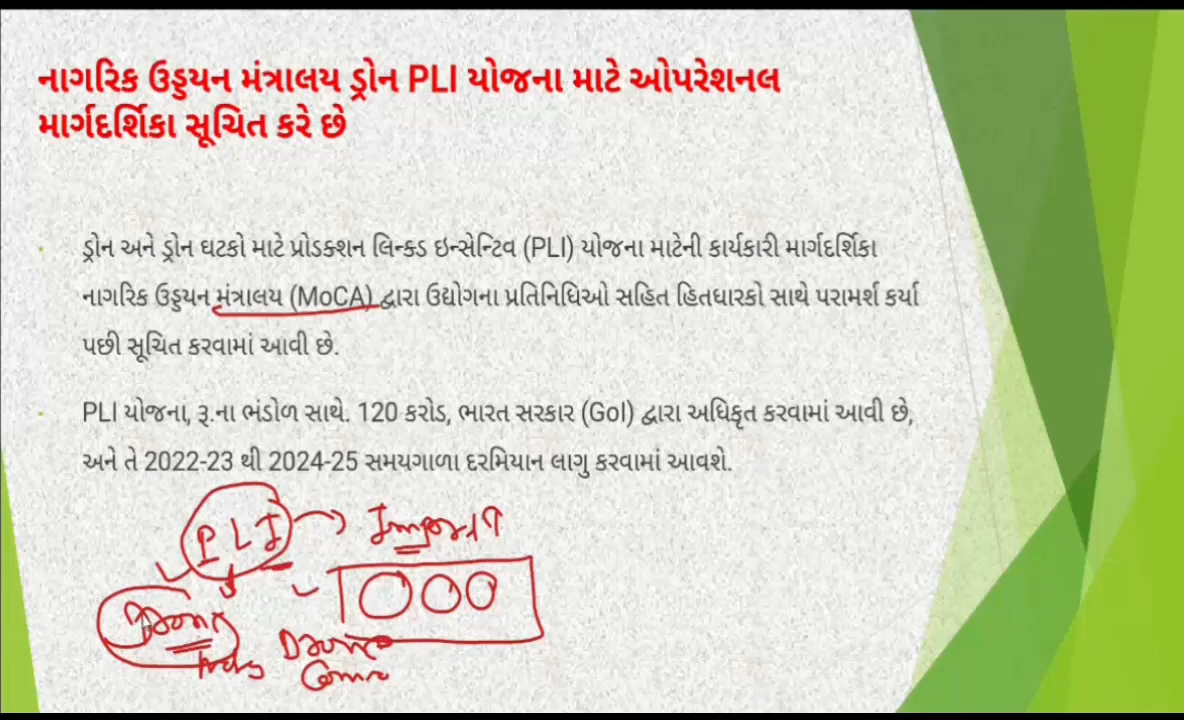 નાગરિક ઉડ્ડયન મંત્રાલય ડ્રોન PLI યોજના માટે ઓપરેશનલ
માર્ગદર્શિકા સૂચિત કરે છે
ડ્રોન અને ડ્રોન ઘટકો માટે પ્રોડક્શન લિન્ક્ડ ઇન્સેન્ટિવ (PLI) યોજના માટેની કાર્યકારી માર્ગદર્શિકા
નાગરિક ઉડ્ડયન મંત્રાલય (MoCA) દ્વારા ઉદ્યોગના પ્રતિનિધિઓ સહિત હિતધારકો સાથે પરામર્શ કર્યા
પછી સૂચિત કરવામાં આવી છે.
PLI યોજના, રૂ.ના ભંડોળ સાથે. 120 કરોડ, ભારત સરકાર (GoI) દ્વારા અધિકૃત કરવામાં આવી છે,
અને તે 2022-23 થી 2024-25 સમયગાળા દરમિયાન લાગુ કરવામાં આવશે.
PLI Import
Drone